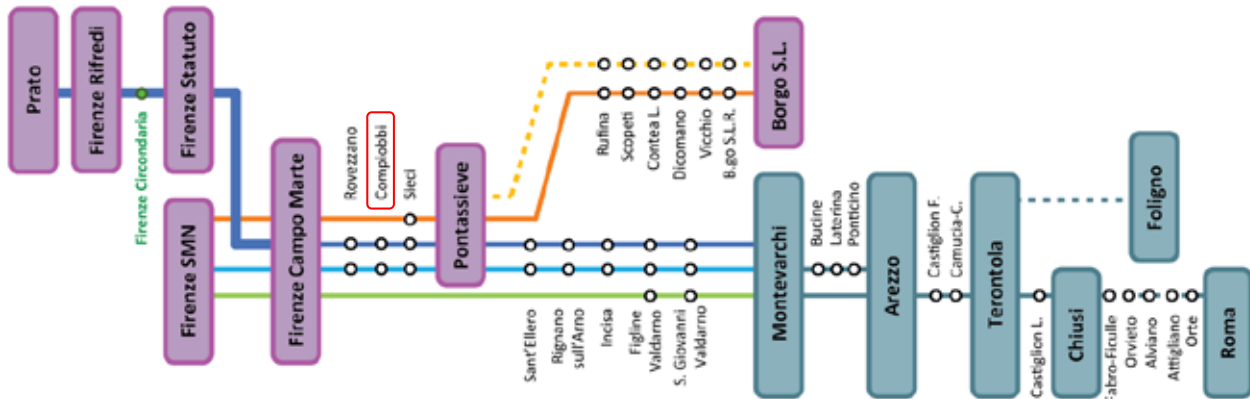 Prato
Firenze Rifredi
Firenze Circondaria
Firenze Statuto
Firenze SMN
Firenze Campo Marte
Rovezzano
Compiobbi
Sieci
Pontassieve
Rufina
Scopeti
Contea L.
Dicomano
Vicchio
B.go S.L.R.
Borgo S.L.
Sant'Ellero
Rignano
sull'Arno
Incisa
Figline
Valdarno
S. Giovanni
Valdarno
Montevarchi
Bucine
Laterina
Ponticino
Arezzo
Castiglion F.
Camucia-C.
Terontola
Foligno
Castiglion L.
Chiusi
Fabro-Ficulle
Orvieto
Alviano
Attigliano
Orte
Roma